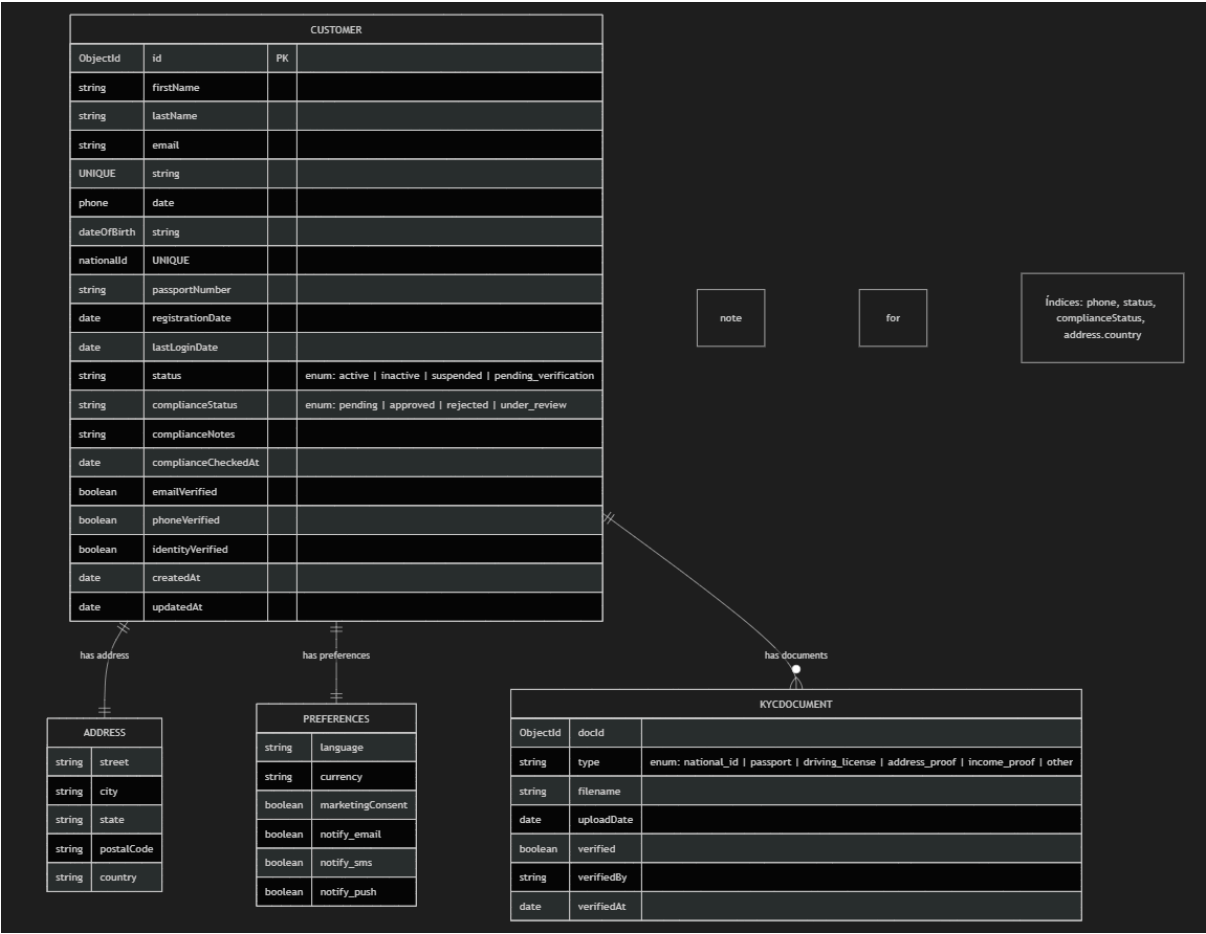 CUSTOMER
ObjectId id PK
string firstName
string lastName
string email
UNIQUE string
phone date
dateOfBirth string
nationalId UNIQUE
string passportNumber
date registrationDate
date lastLoginDate
string status enum: active | inactive | suspended | pending_verification
string complianceStatus enum: pending | approved | rejected | under_review
string complianceNotes
date complianceCheckedAt
boolean emailVerified
boolean phoneVerified
boolean identityVerified
date createdAt
date updatedAt
note
for
Índices: phone, status,
complianceStatus,
address.country
has address
has preferences
has documents
ADDRESS
string street
string city
string state
string postalCode
string country
PREFERENCES
string language
string currency
boolean marketingConsent
boolean notify_email
boolean notify_sms
boolean notify_push
KYCDOCUMENT
ObjectId docId
string type enum: national_id | passport | driving_license | address_proof | income_proof | other
string filename
date uploadDate
boolean verified
string verifiedBy
date verifiedAt